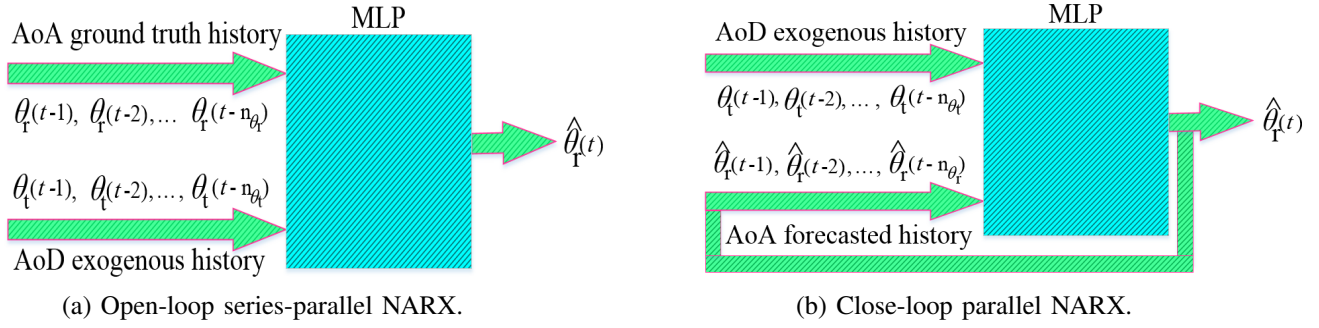 MLP
AoA ground truth history
θr(t-1), θr(t-2),... θr(t-nθr)
θ̂r(t)
θt(t-1), θt(t-2),..., θt(t-nθt)
AoD exogenous history
(a) Open-loop series-parallel NARX.
MLP
AoD exogenous history
θt(t-1), θt(t-2),..., θt(t-nθt)
θ̂r(t)
θ̂r(t-1), θ̂r(t-2),..., θ̂r(t-nθr)
AoA forecasted history
(b) Close-loop parallel NARX.